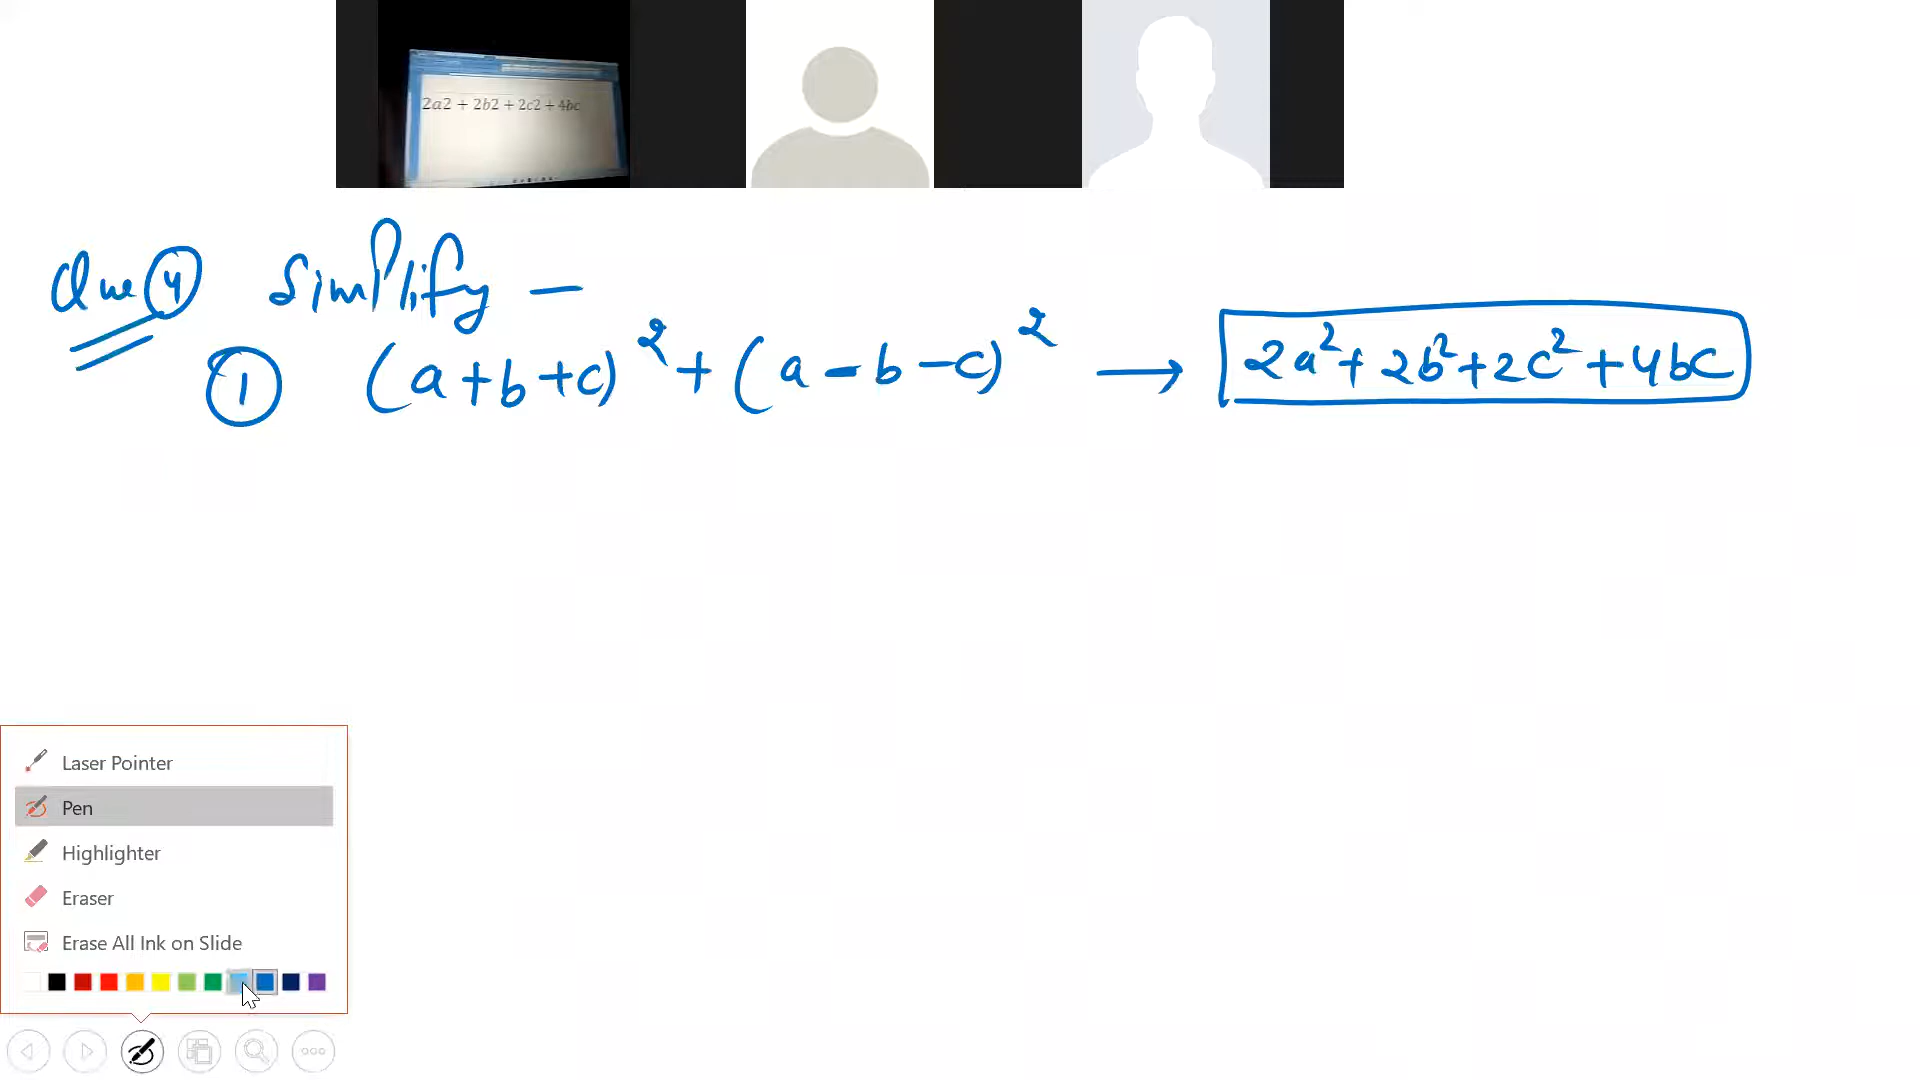 2a2 + 2b2 + 2c2 + 4bc
Que 4 Simplify –
1 (a+b+c)² + (a-b-c)² → 2a² + 2b² + 2c² + 4bc
Laser Pointer
Pen
Highlighter
Eraser
Erase All Ink on Slide